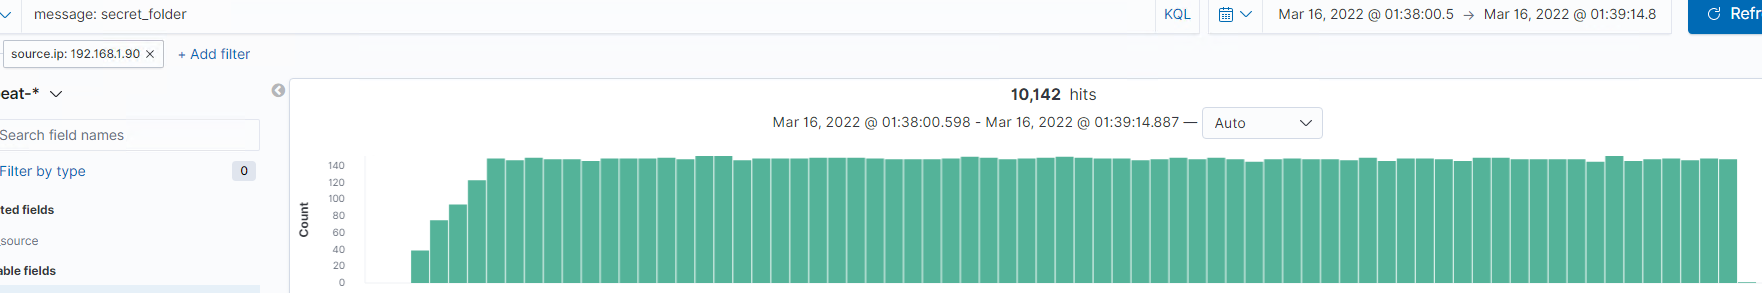 message: secret_folder KQL Mar 16, 2022 @ 01:38:00.5 → Mar 16, 2022 @ 01:39:14.8 Refr
source.ip: 192.168.1.90 × + Add filter
eat-*
10,142 hits
Mar 16, 2022 @ 01:38:00.598 - Mar 16, 2022 @ 01:39:14.887 — Auto
Search field names
Filter by type 0
ted fields
_source
able fields
Count
140
120
100
80
60
40
20
0